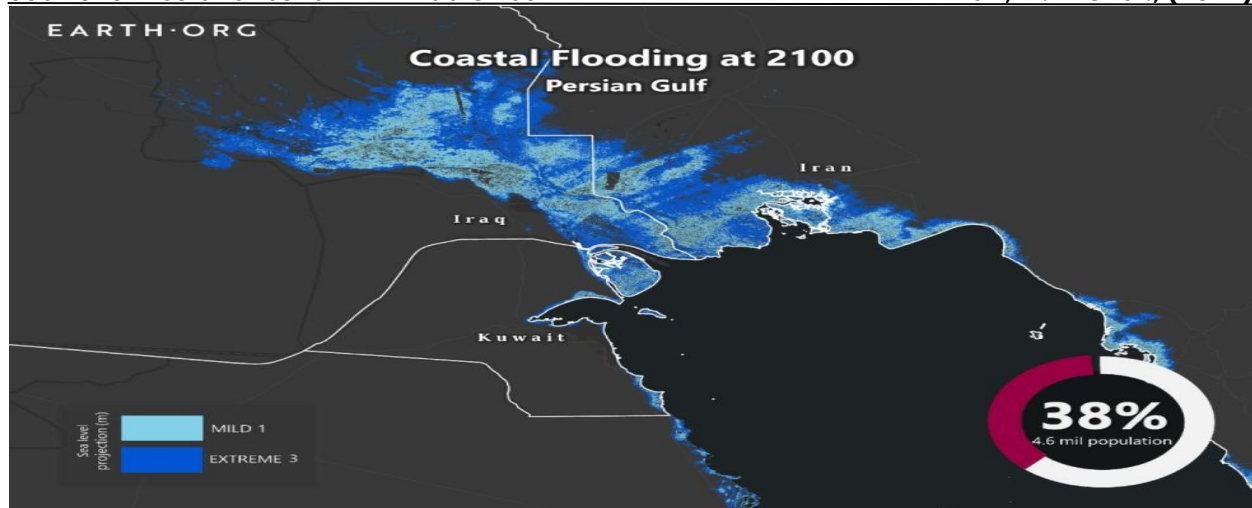 EARTH·ORG
Coastal Flooding at 2100
Persian Gulf
Iran
Iraq
Kuwait
Sea level
projection (m)
MILD 1
EXTREME 3
38%
4.6 mil population